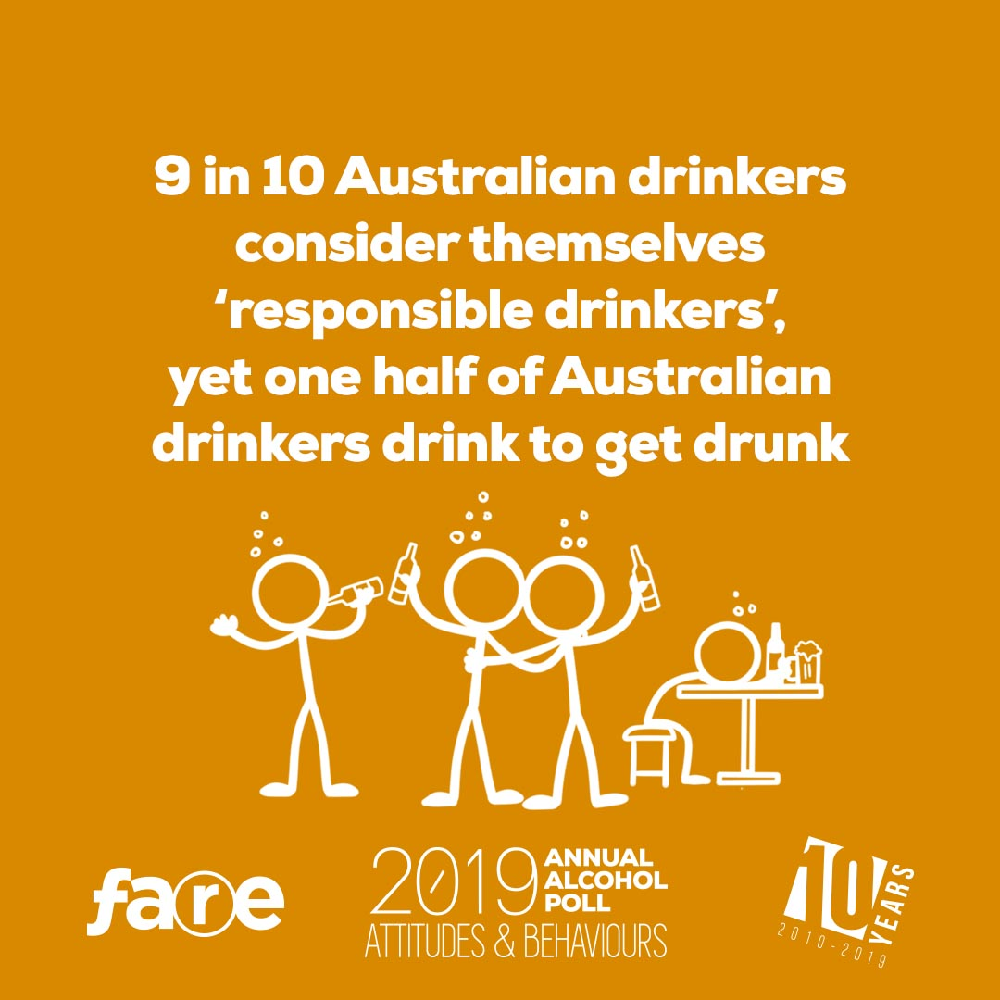 9 in 10 Australian drinkers
consider themselves
‘responsible drinkers’,
yet one half of Australian
drinkers drink to get drunk
fare
2019 ANNUAL
ALCOHOL
POLL
ATTITUDES & BEHAVIOURS
10 YEARS
2010-2019